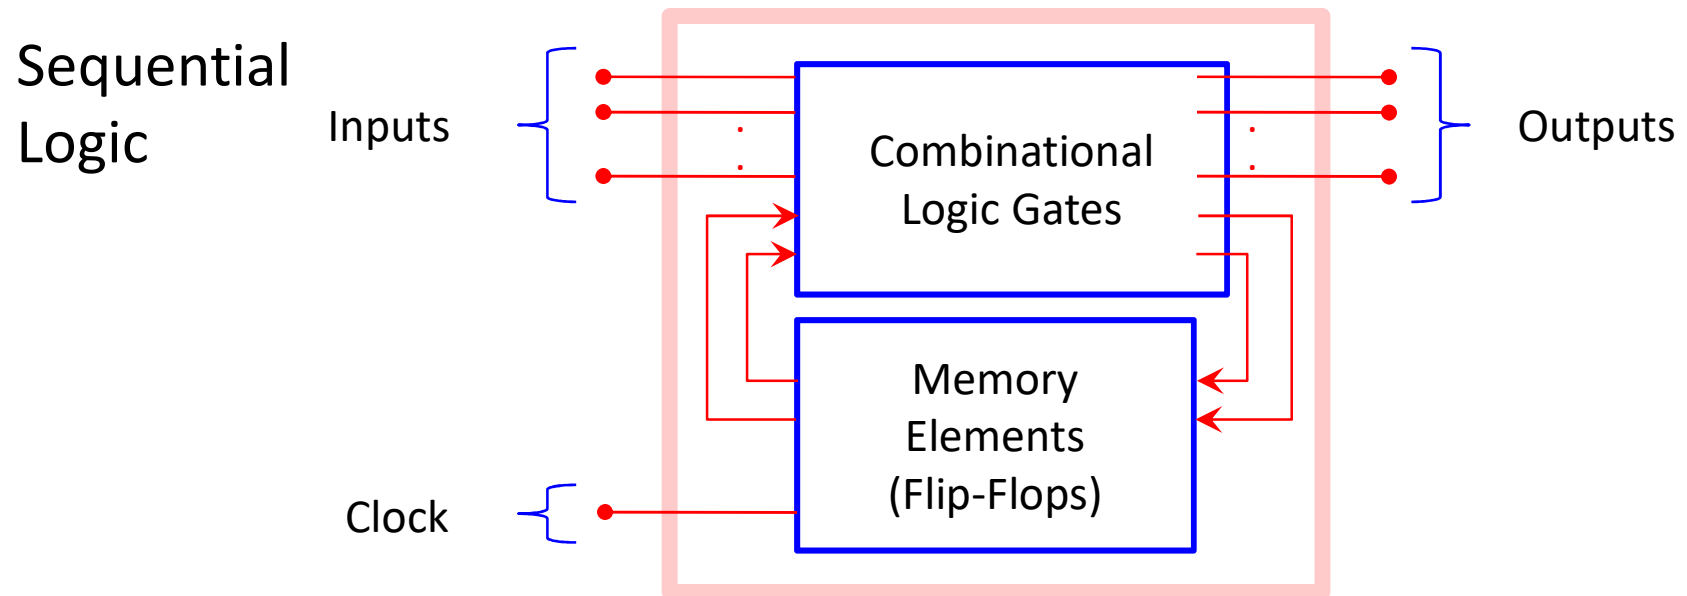 Sequential
Logic
Inputs
Combinational
Logic Gates
Outputs
Memory
Elements
(Flip-Flops)
Clock